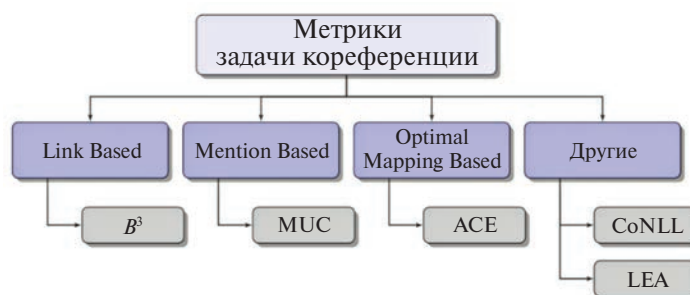 Метрики
задачи кореференции
Link Based
Mention Based
Optimal
Mapping Based
Другие
B³
MUC
ACE
CoNLL
LEA